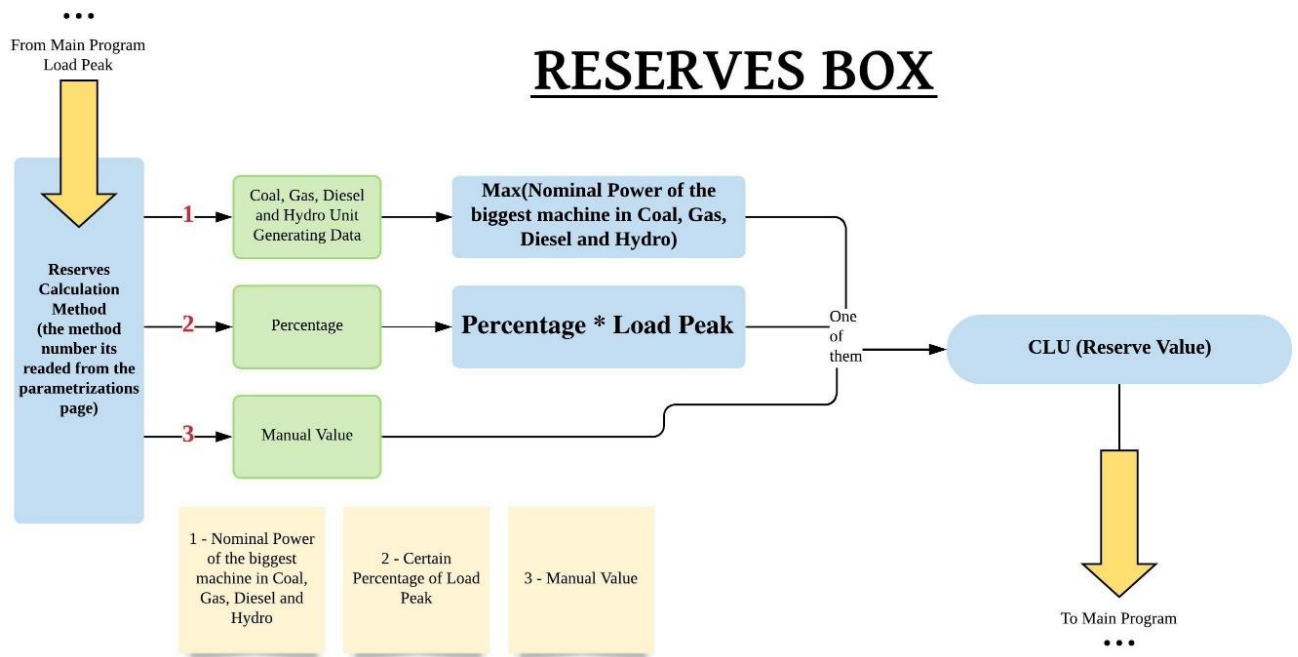 •••
From Main Program
Load Peak
RESERVES BOX
Reserves
Calculation
Method
(the method
number its
readed from the
parametrizations
page)
1
Coal, Gas, Diesel
and Hydro Unit
Generating Data
Max(Nominal Power of the
biggest machine in Coal, Gas,
Diesel and Hydro)
2
Percentage
Percentage * Load Peak
One
of
them
CLU (Reserve Value)
3
Manual Value
1 - Nominal Power
of the biggest
machine in Coal,
Gas, Diesel and
Hydro
2 - Certain
Percentage of Load
Peak
3 - Manual Value
To Main Program
•••